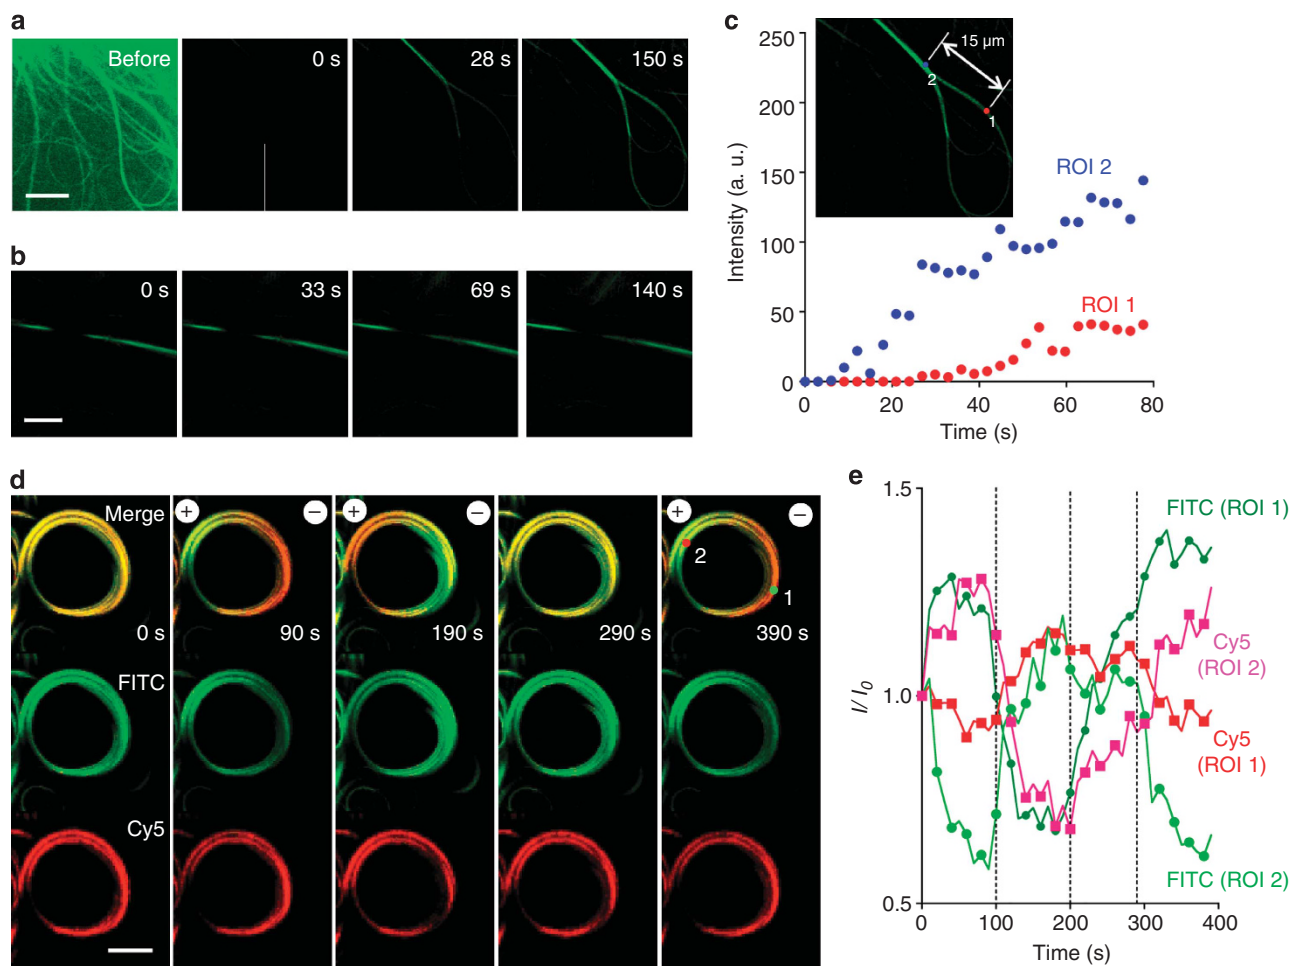 a
Before
0 s
28 s
150 s
b
0 s
33 s
69 s
140 s
c
250
200
150
100
50
0
Intensity (a. u.)
15 µm
2
1
ROI 2
ROI 1
0
20
40
60
80
Time (s)
d
Merge
+
−
+
−
+
−
2
1
0 s
90 s
190 s
290 s
390 s
FITC
Cy5
e
1.5
1.0
0.5
I/ I0
FITC (ROI 1)
Cy5
(ROI 2)
Cy5
(ROI 1)
FITC (ROI 2)
0
100
200
300
400
Time (s)